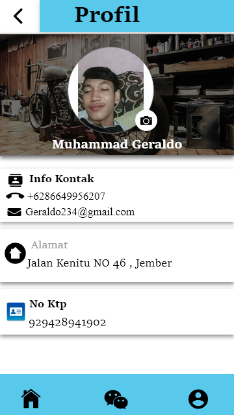 Profil
Muhammad Geraldo
Info Kontak
+6286649956207
Geraldo234@gmail.com
Alamat
Jalan Kenitu NO 46 , Jember
No Ktp
929428941902